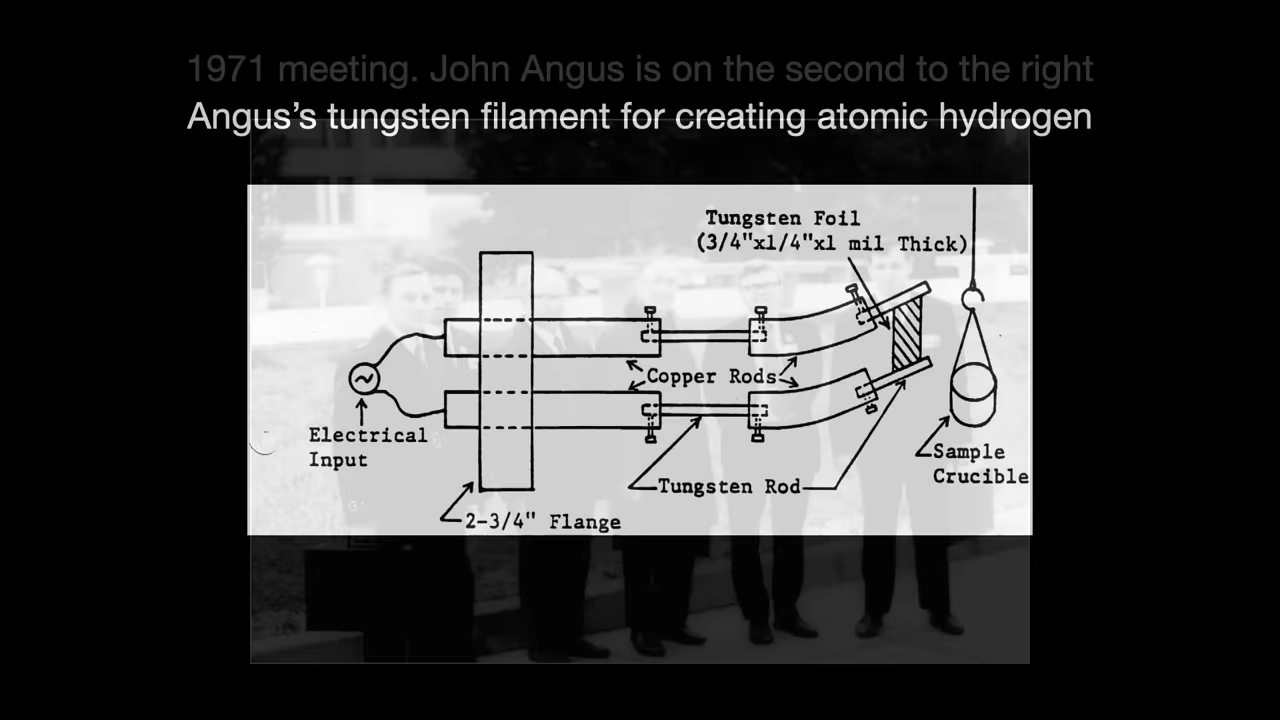 1971 meeting. John Angus is on the second to the right
Angus’s tungsten filament for creating atomic hydrogen
Tungsten Foil
(3/4"x1/4"x1 mil Thick)
Copper Rods
Electrical
Input
Sample
Crucible
Tungsten Rod
2-3/4" Flange